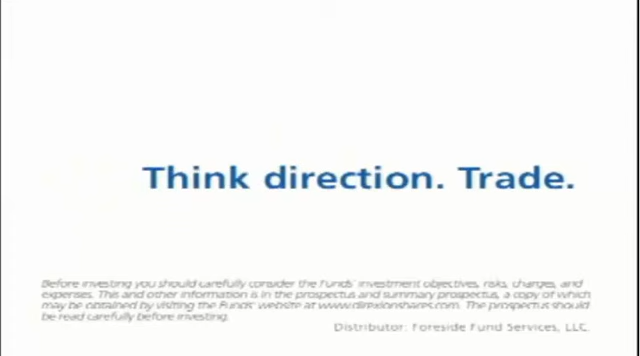 Think direction. Trade.
Before investing you should carefully consider the Funds' investment objectives, risks, charges, and
expenses. This and other information is in the prospectus and summary prospectus, a copy of which
may be obtained by visiting the Funds' website at www.direxionshares.com. The prospectus should
be read carefully before investing.
Distributor: Foreside Fund Services, LLC.